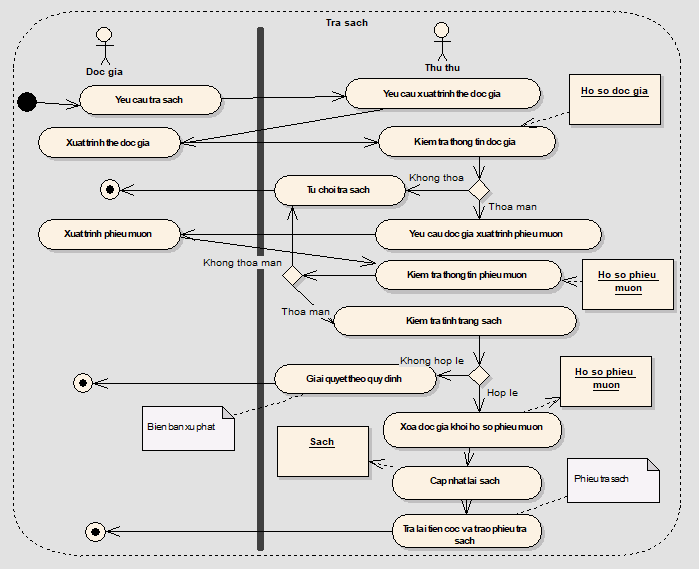 Tra sach
Doc gia
Thu thu
Yeu cau tra sach
Yeu cau xuat trinh the doc gia
Ho so doc gia
Xuat trinh the doc gia
Kiem tra thong tin doc gia
Khong thoa
Tu choi tra sach
Thoa man
Xuat trinh phieu muon
Yeu cau doc gia xuat trinh phieu muon
Khong thoa man
Kiem tra thong tin phieu muon
Ho so phieu
muon
Thoa man
Kiem tra tinh trang sach
Khong hop le
Giai quyet theo quy dinh
Ho so phieu
muon
Hop le
Bien ban xu phat
Xoa doc gia khoi ho so phieu muon
Sach
Cap nhat lai sach
Phieu tra sach
Tra lai tien coc va trao phieu tra
sach